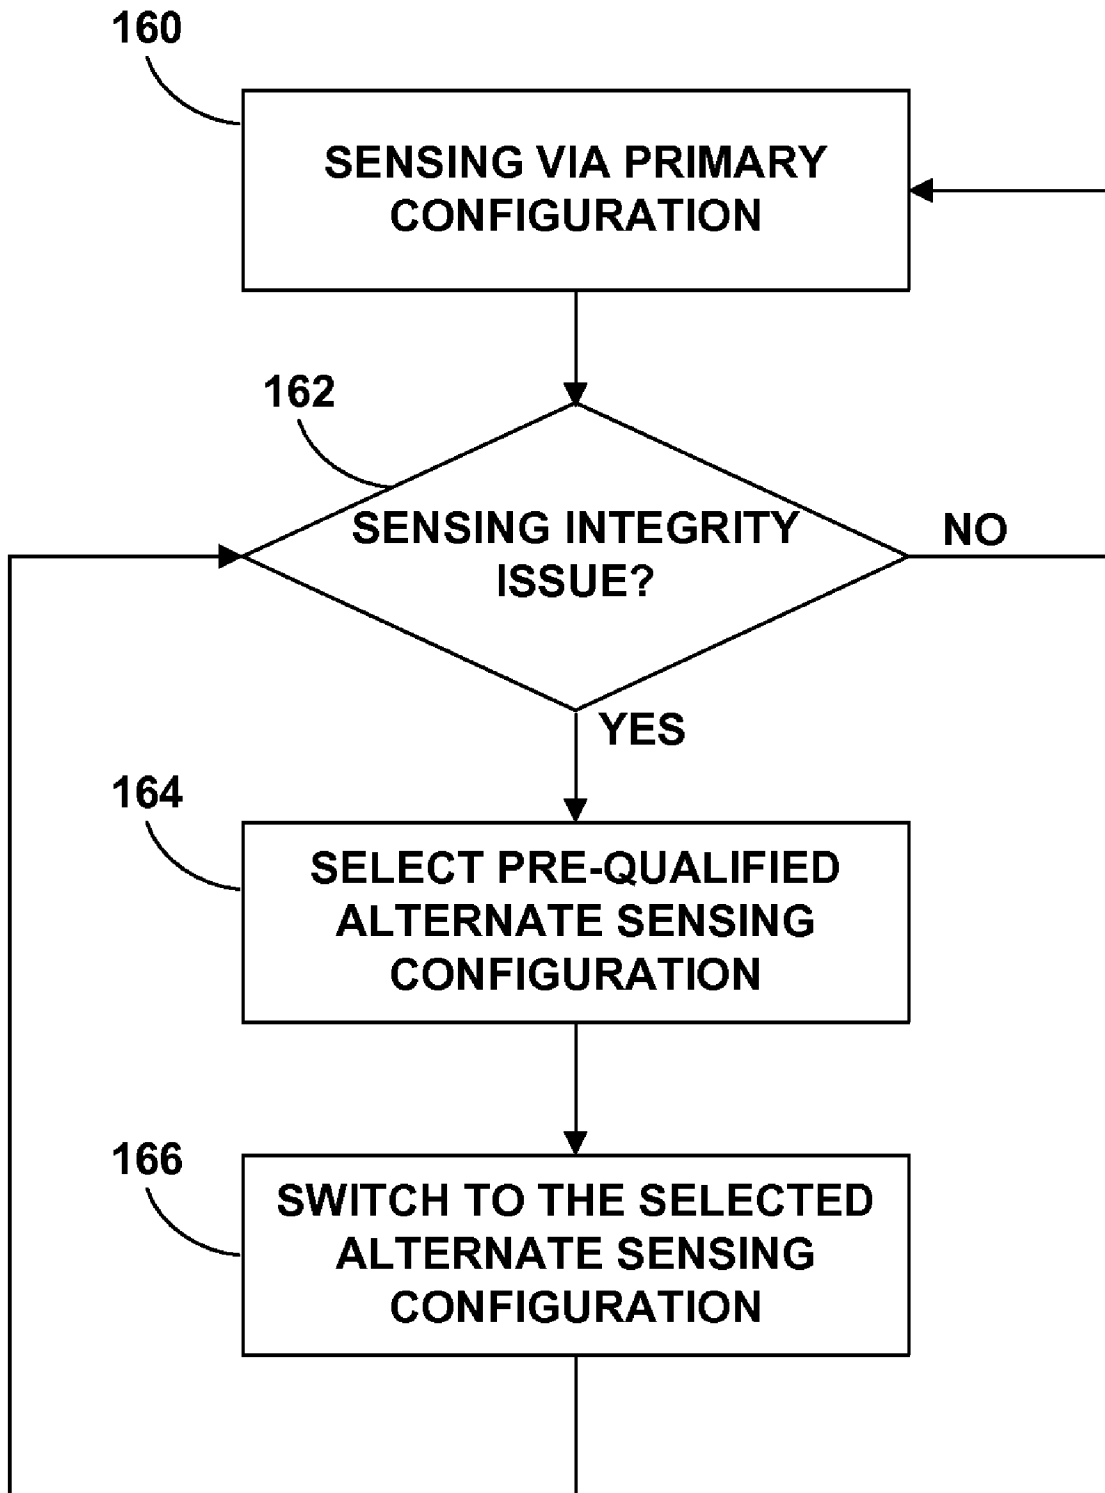 160
SENSING VIA PRIMARY
CONFIGURATION
162
SENSING INTEGRITY
ISSUE?
NO
YES
164
SELECT PRE-QUALIFIED
ALTERNATE SENSING
CONFIGURATION
166
SWITCH TO THE SELECTED
ALTERNATE SENSING
CONFIGURATION